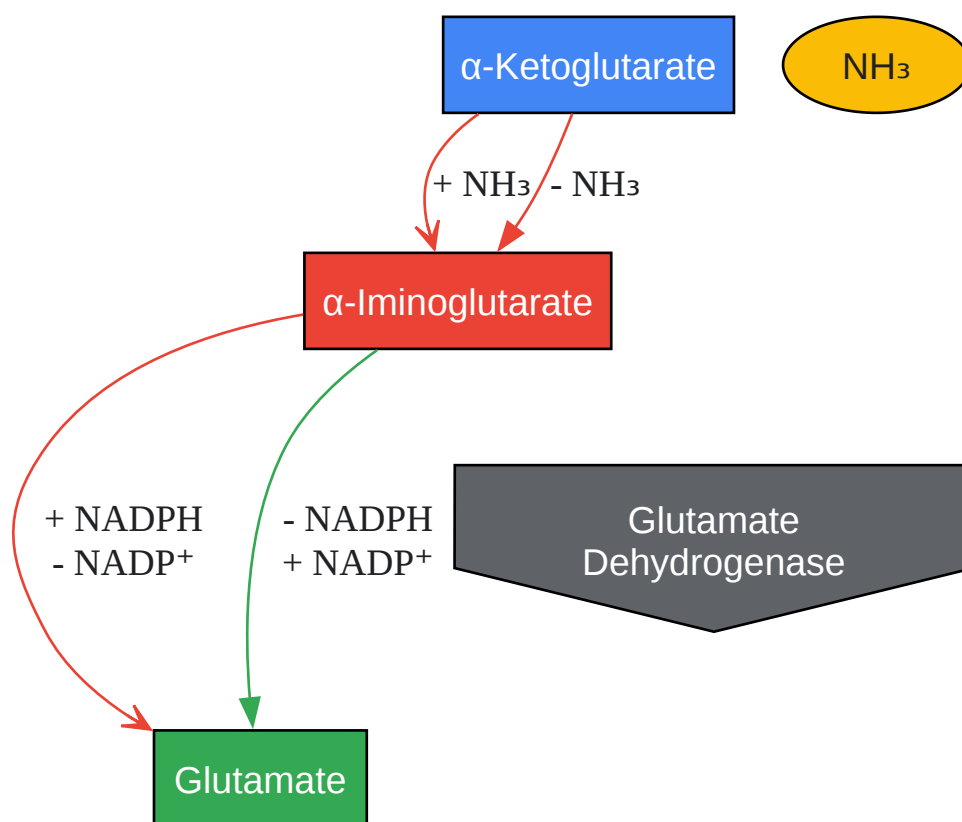 α-Ketoglutarate
NH₃
+ NH₃
- NH₃
α-Iminoglutarate
+ NADPH
- NADP⁺
- NADPH
+ NADP⁺
Glutamate
Dehydrogenase
Glutamate